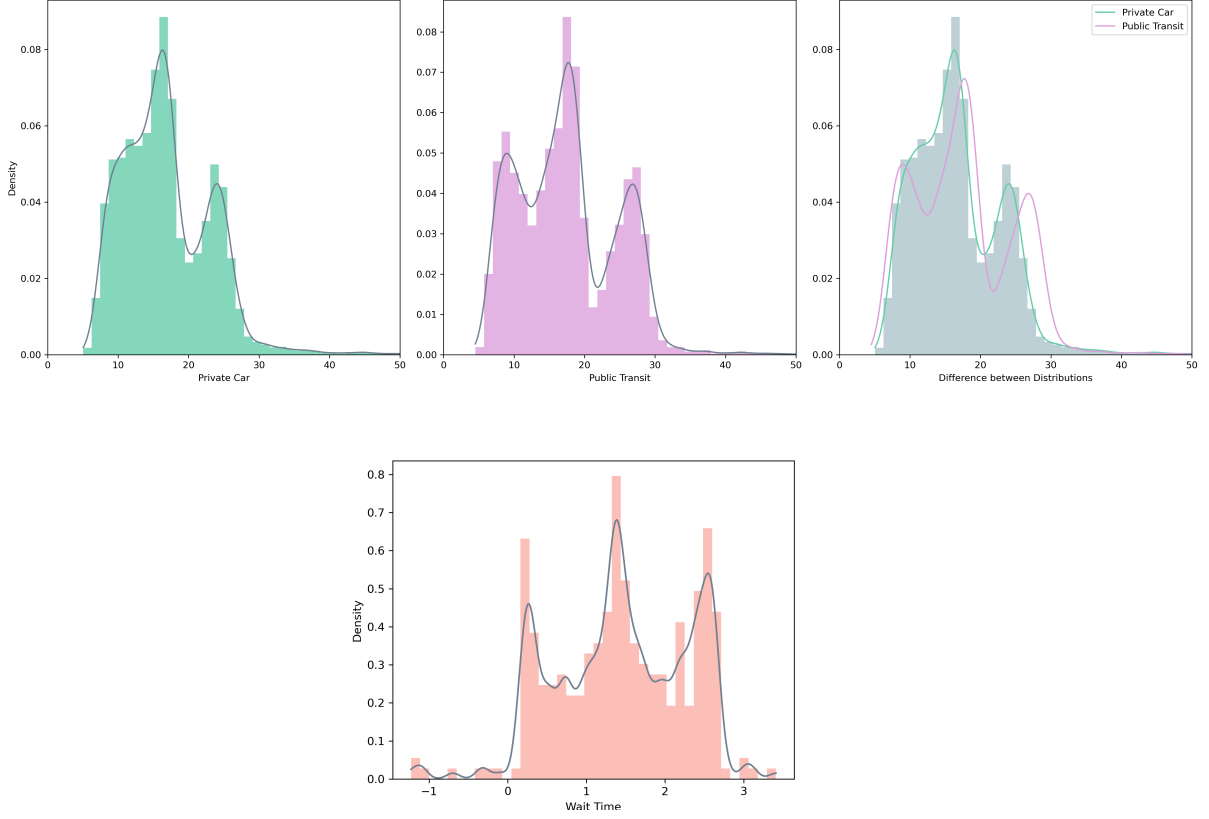 Density
0.08
0.06
0.04
0.02
0.00
0 10 20 30 40 50
Private Car
0.08
0.07
0.06
0.05
0.04
0.03
0.02
0.01
0.00
0 10 20 30 40 50
Public Transit
Private Car
Public Transit
0.08
0.06
0.04
0.02
0.00
0 10 20 30 40 50
Difference between Distributions
Density
0.8
0.7
0.6
0.5
0.4
0.3
0.2
0.1
0.0
−1 0 1 2 3
Wait Time